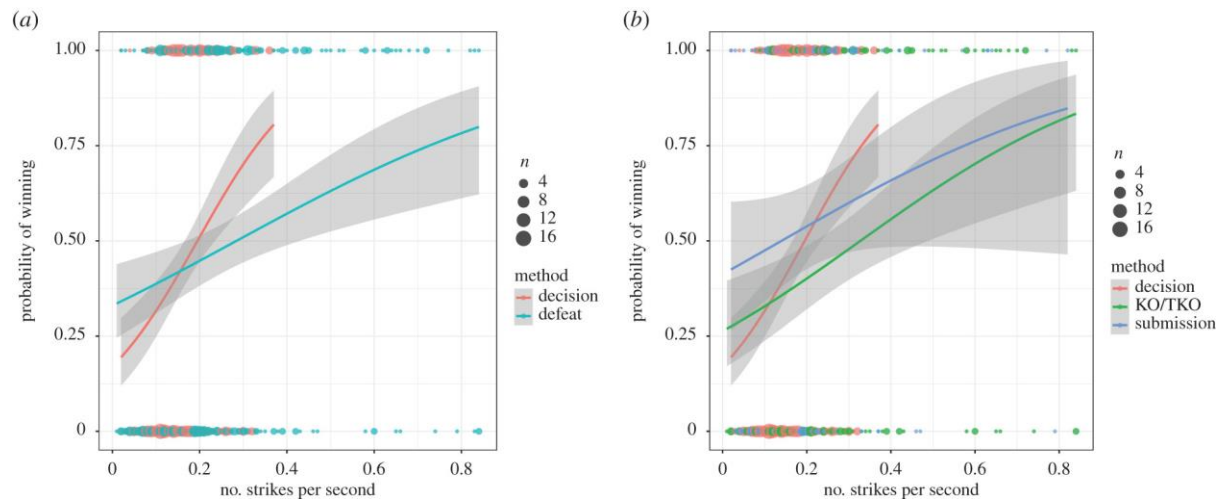 (a)
1.00
0.75
0.50
0.25
0
probability of winning
0 0.2 0.4 0.6 0.8
no. strikes per second
n
4
8
12
16
method
decision
defeat
(b)
1.00
0.75
0.50
0.25
0
probability of winning
0 0.2 0.4 0.6 0.8
no. strikes per second
n
4
8
12
16
method
decision
KO/TKO
submission